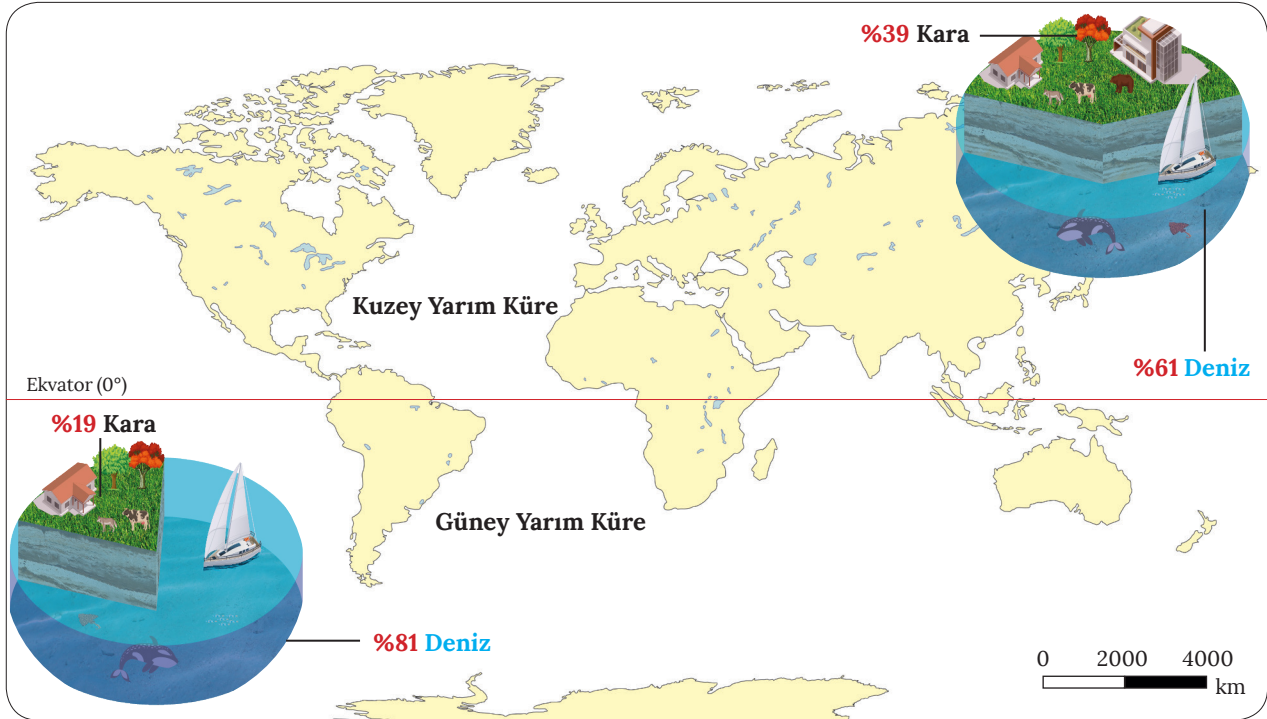 %39 Kara
Kuzey Yarım Küre
%61 Deniz
Ekvator (0°)
%19 Kara
Güney Yarım Küre
%81 Deniz
0 2000 4000
km